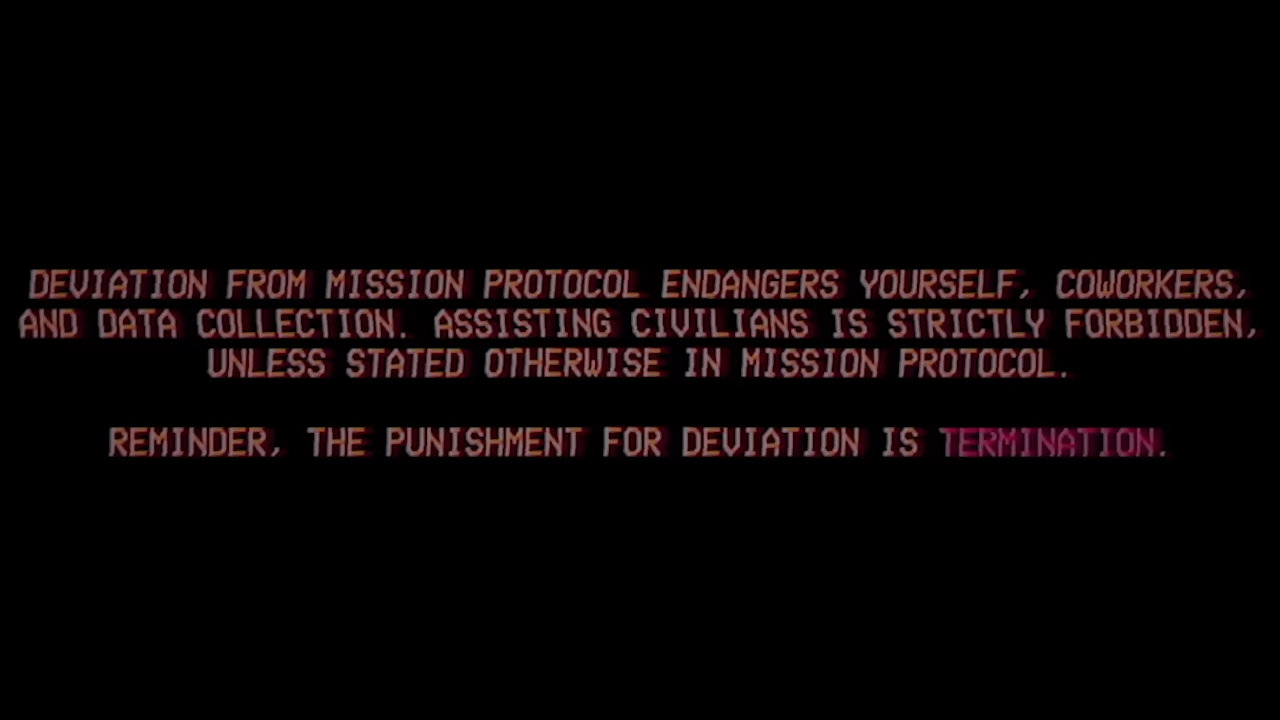 DEVIATION FROM MISSION PROTOCOL ENDANGERS YOURSELF, COWORKERS,
AND DATA COLLECTION. ASSISTING CIVILIANS IS STRICTLY FORBIDDEN,
UNLESS STATED OTHERWISE IN MISSION PROTOCOL.
REMINDER, THE PUNISHMENT FOR DEVIATION IS TERMINATION.